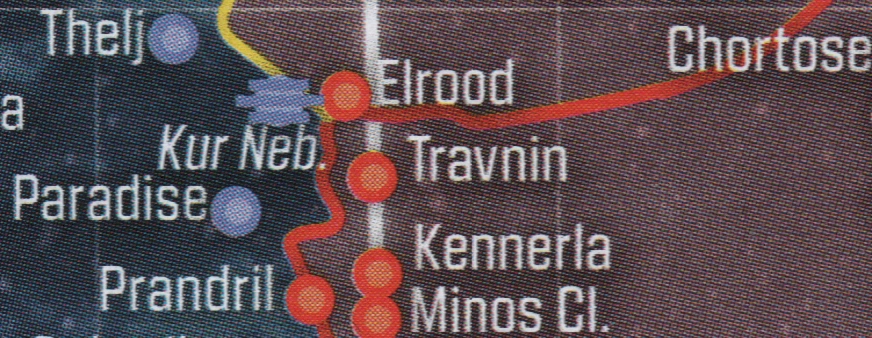 Thelj
Chortose
Elrood
a
Kur Neb.
Travnin
Paradise
Kennerla
Prandril
Minos Cl.